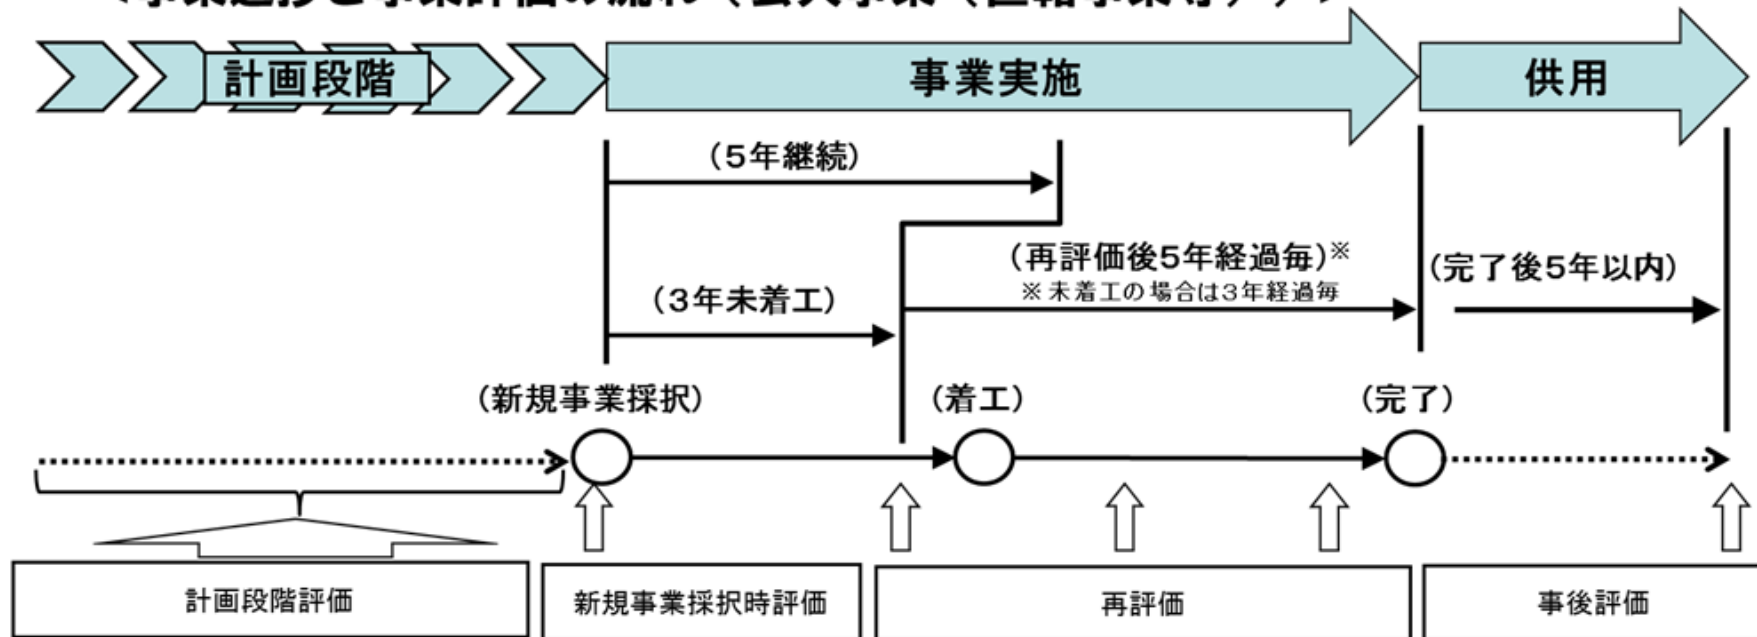 計画段階
事業実施
供用
(5年継続)
(再評価後5年経過毎)※
※未着工の場合は3年経過毎
(完了後5年以内)
(3年未着工)
(新規事業採択)
(着工)
(完了)
計画段階評価
新規事業採択時評価
再評価
事後評価